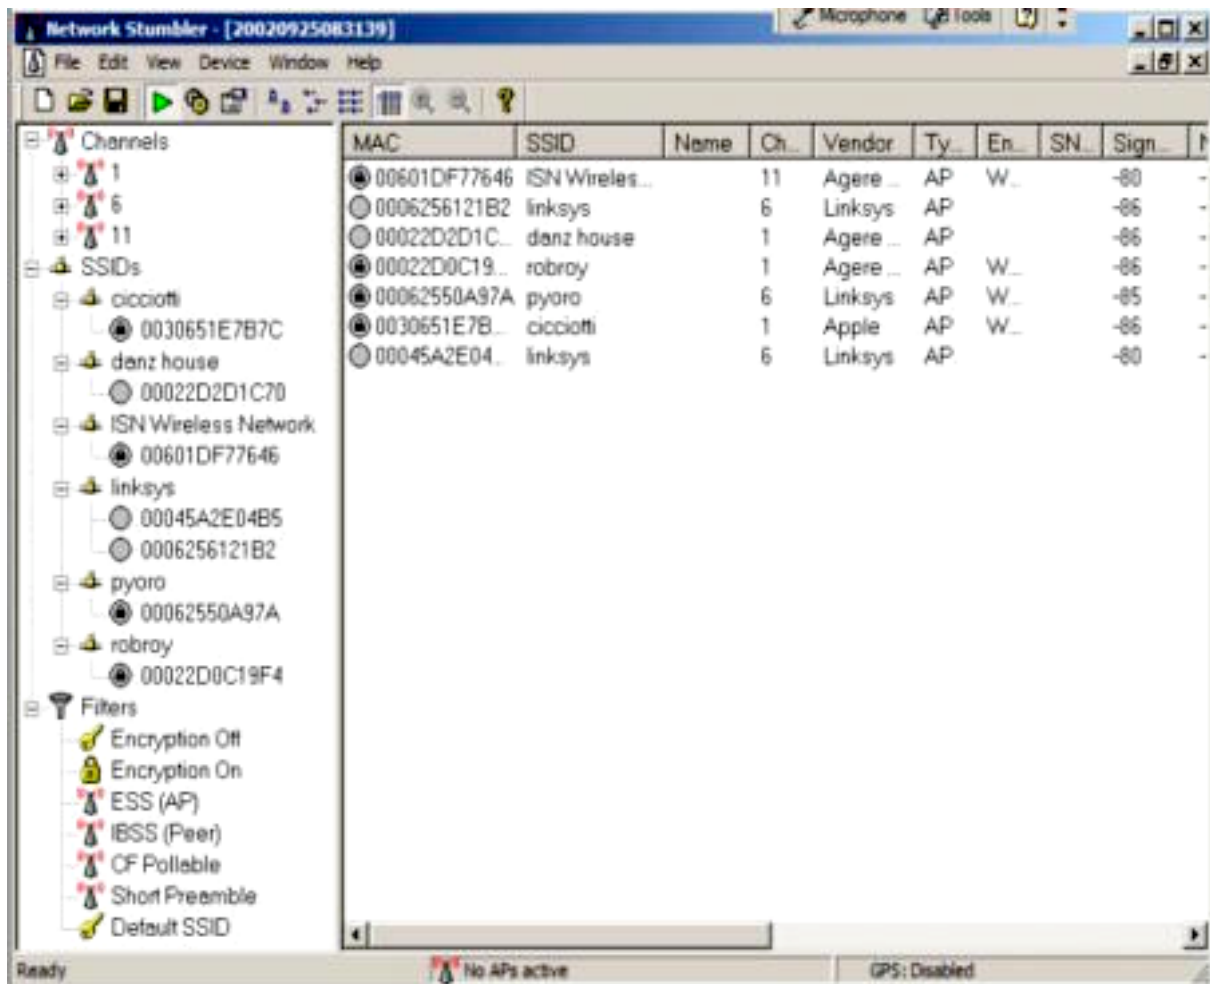 Network Stumbler - [20020925083139]
Microphone Tools
File Edit View Device Window Help
Channels
1
6
11
SSIDs
cicciotti
0030651E7B7C
danz house
00022D2D1C70
ISN Wireless Network
00601DF77646
linksys
00045A2E04B5
0006256121B2
pyoro
00062550A97A
robroy
00022D0C19F4
Filters
Encryption Off
Encryption On
ESS (AP)
IBSS (Peer)
CF Pollable
Short Preamble
Default SSID
MAC SSID Name Ch... Vendor Ty... En... SN... Sign...
00601DF77646 ISN Wireles... 11 Agere ... AP W... -80
0006256121B2 linksys 6 Linksys AP -86
00022D2D1C... danz house 1 Agere ... AP -86
00022D0C19... robroy 1 Agere ... AP W... -86
00062550A97A pyoro 6 Linksys AP W... -85
0030651E7B... cicciotti 1 Apple AP W... -86
00045A2E04... linksys 6 Linksys AP -80
Ready No APs active GPS: Disabled